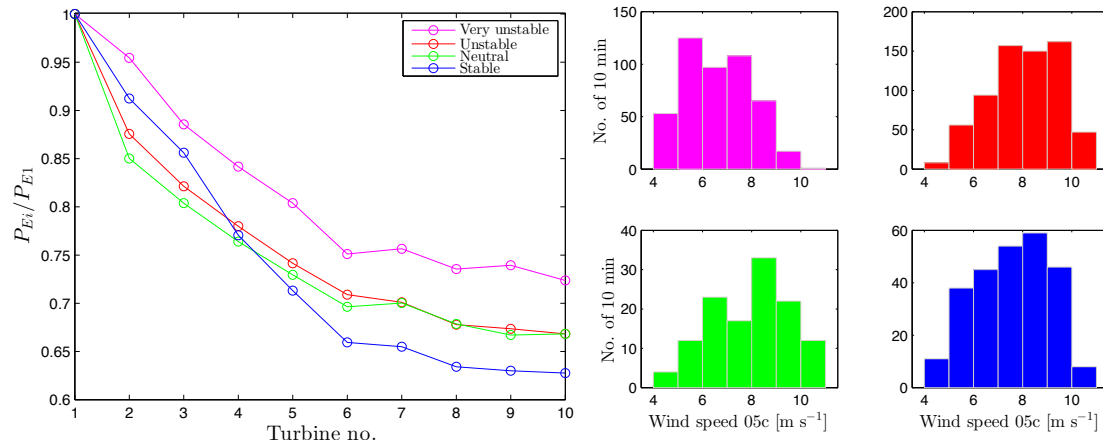 1
0.95
0.9
0.85
0.8
0.75
0.7
0.65
0.6
P_{Ei}/P_{E1}
1 2 3 4 5 6 7 8 9 10
Turbine no.
Very unstable
Unstable
Neutral
Stable
150
100
50
0
No. of 10 min
4 6 8 10
200
150
100
50
0
4 6 8 10
40
30
20
10
0
No. of 10 min
4 6 8 10
Wind speed 05c [m s⁻¹]
60
40
20
0
4 6 8 10
Wind speed 05c [m s⁻¹]